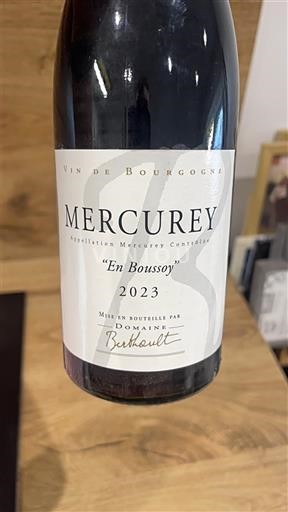 VIN DE BOURGOGNE
MERCUREY
Appellation Mercurey Contrôlée
"En Boussoy"
2023
MISE EN BOUTEILLE PAR
DOMAINE
Berthault